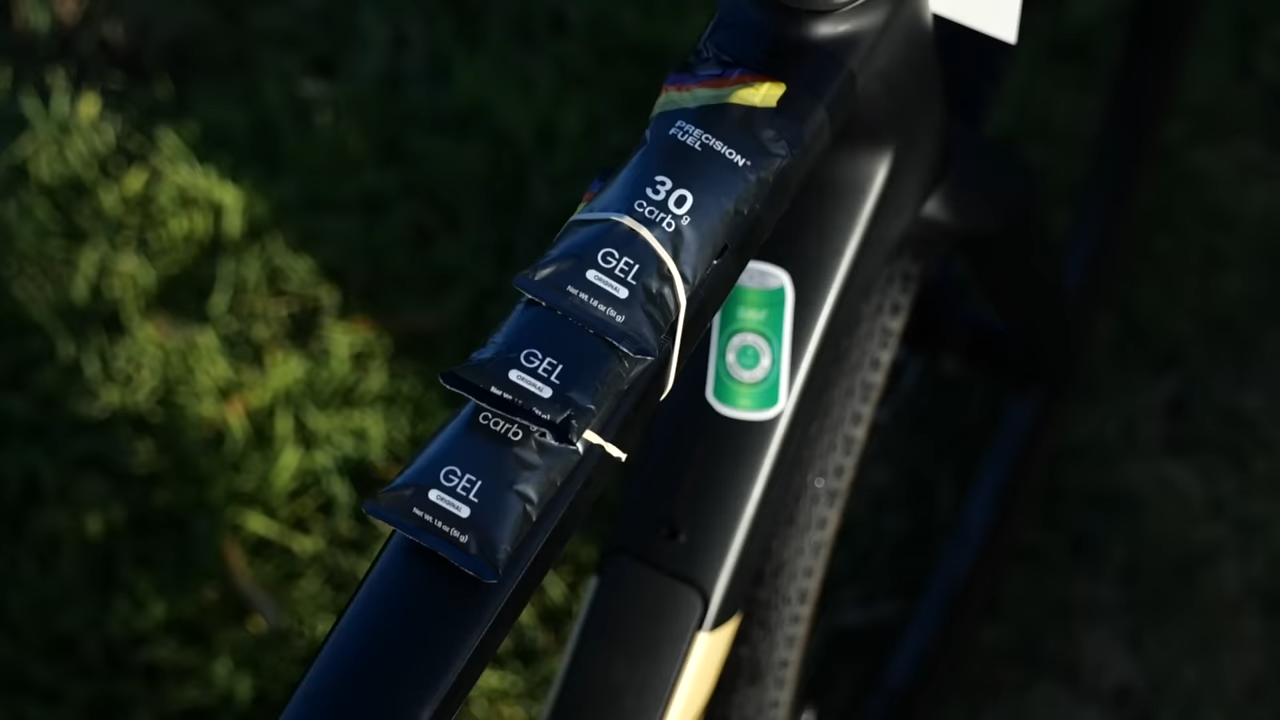 PRECISION
FUEL
30
carb g
GEL
ORIGINAL
Net Wt. 1.8 oz (51 g)
GEL
ORIGINAL
carb
GEL
ORIGINAL
Net Wt. 1.8 oz (51 g)